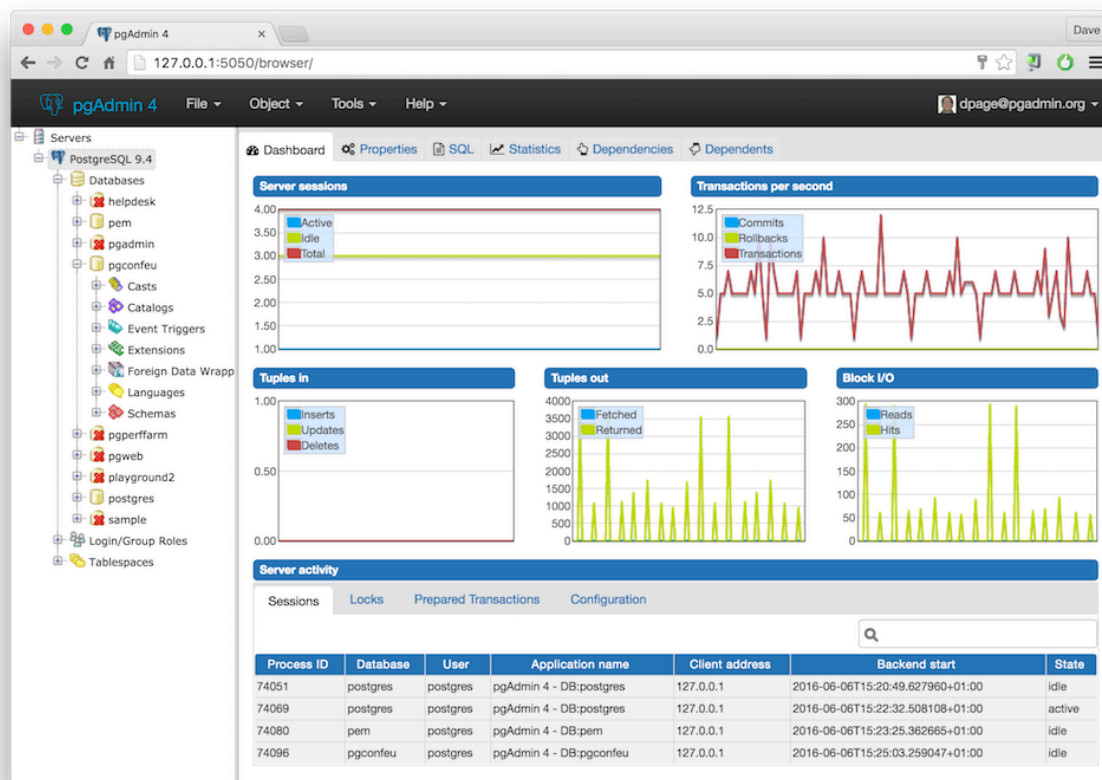 pgAdmin 4
Dave
127.0.0.1:5050/browser/
pgAdmin 4 File Object Tools Help dpage@pgadmin.org
Servers
PostgreSQL 9.4
Databases
helpdesk
pem
pgadmin
pgconfeu
Casts
Catalogs
Event Triggers
Extensions
Foreign Data Wrapp
Languages
Schemas
pgperffarm
pgweb
playground2
postgres
sample
Login/Group Roles
Tablespaces
Dashboard Properties SQL Statistics Dependencies Dependents
Server sessions
4.00
3.50
3.00
2.50
2.00
1.50
1.00
Active
Idle
Total
Transactions per second
12.5
10.0
7.5
5.0
2.5
0.0
Commits
Rollbacks
Transactions
Tuples in
1.00
0.50
0.00
Inserts
Updates
Deletes
Tuples out
4000
3500
3000
2500
2000
1500
1000
500
0
Fetched
Returned
Block I/O
300
250
200
150
100
50
0
Reads
Hits
Server activity
Sessions Locks Prepared Transactions Configuration
Process ID Database User Application name Client address Backend start State
74051 postgres postgres pgAdmin 4 - DB:postgres 127.0.0.1 2016-06-06T15:20:49.627960+01:00 idle
74069 postgres postgres pgAdmin 4 - DB:postgres 127.0.0.1 2016-06-06T15:22:32.508108+01:00 active
74080 pem postgres pgAdmin 4 - DB:pem 127.0.0.1 2016-06-06T15:23:25.362665+01:00 idle
74096 pgconfeu postgres pgAdmin 4 - DB:pgconfeu 127.0.0.1 2016-06-06T15:25:03.259047+01:00 idle